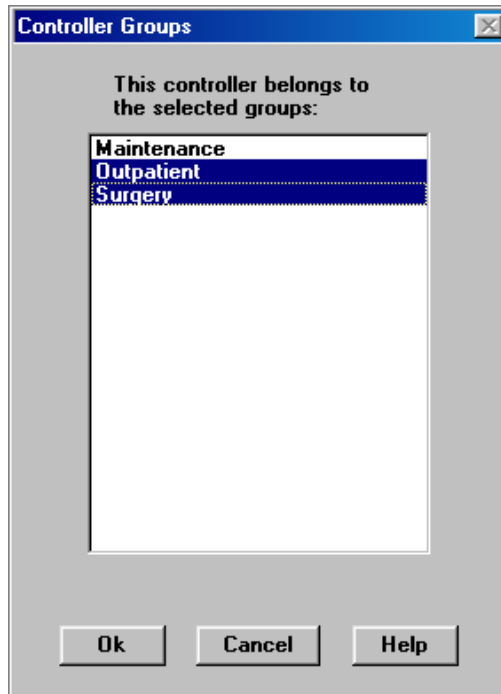 Controller Groups
This controller belongs to
the selected groups:
Maintenance
Outpatient
Surgery
Ok
Cancel
Help